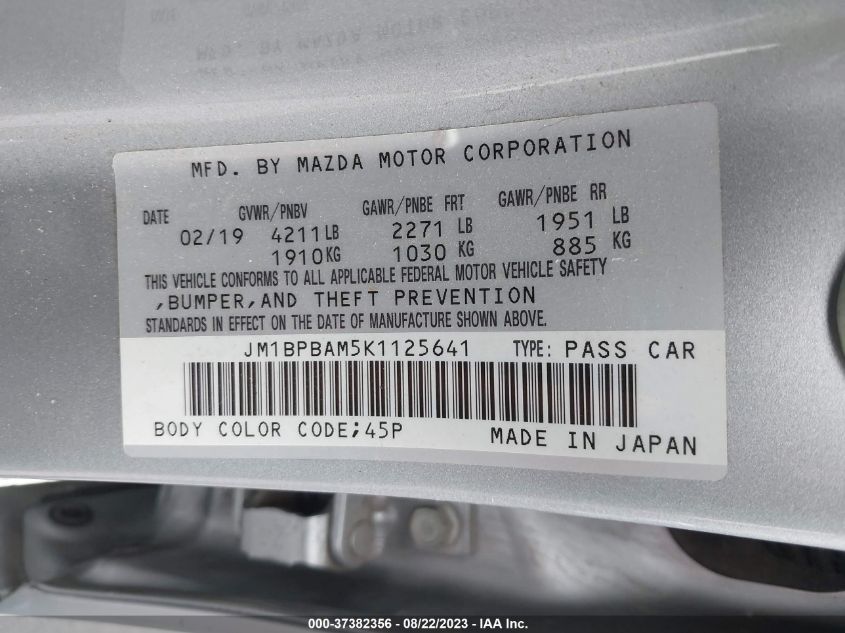 MFD. BY MAZDA MOTOR CORPORATION
DATE GVWR/PNBV GAWR/PNBE FRT GAWR/PNBE RR
02/19 4211LB 2271 LB 1951 LB
1910KG 1030 KG 885 KG
THIS VEHICLE CONFORMS TO ALL APPLICABLE FEDERAL MOTOR VEHICLE SAFETY
,BUMPER,AND THEFT PREVENTION
STANDARDS IN EFFECT ON THE DATE OF MANUFACTURE SHOWN ABOVE.
JM1BPBAM5K1125641 TYPE: PASS CAR
BODY COLOR CODE;45P MADE IN JAPAN
000-37382356 - 08/22/2023 - IAA Inc.